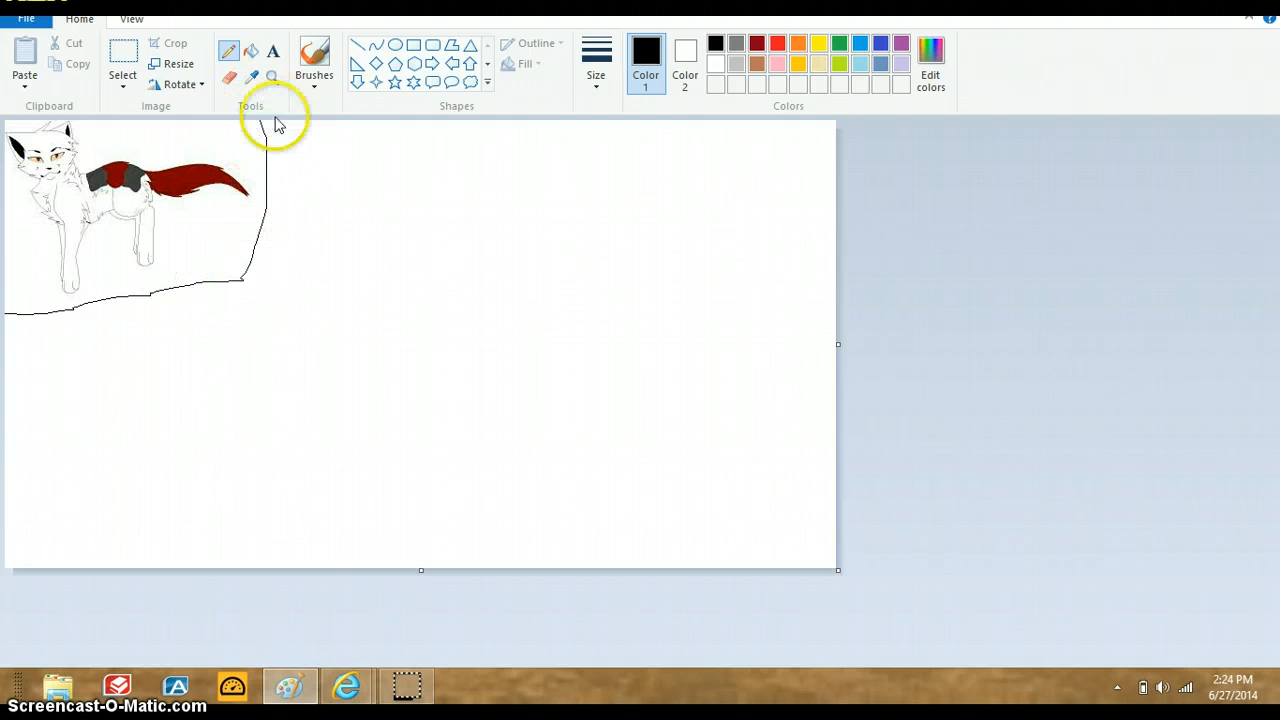 File Home View
Paste
Cut
Copy
Clipboard
Select
Crop
Resize
Rotate
Image
A
Tools
Brushes
Outline
Fill
Shapes
Size
Color
1
Color
2
Edit
colors
Colors
2:24 PM
6/27/2014
Screencast-O-Matic.com